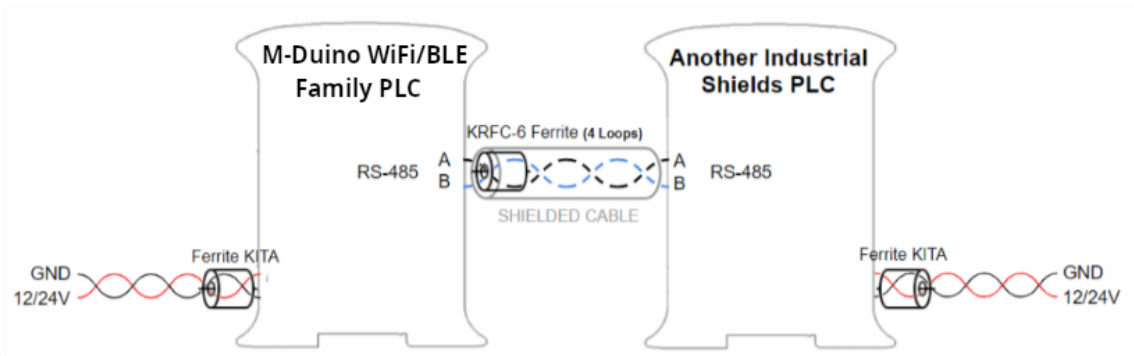 M-Duino WiFi/BLE
Family PLC
Another Industrial
Shields PLC
KRFC-6 Ferrite (4 Loops)
RS-485
A
B
A
B
RS-485
SHIELDED CABLE
Ferrite KITA
GND
12/24V
Ferrite KITA
GND
12/24V